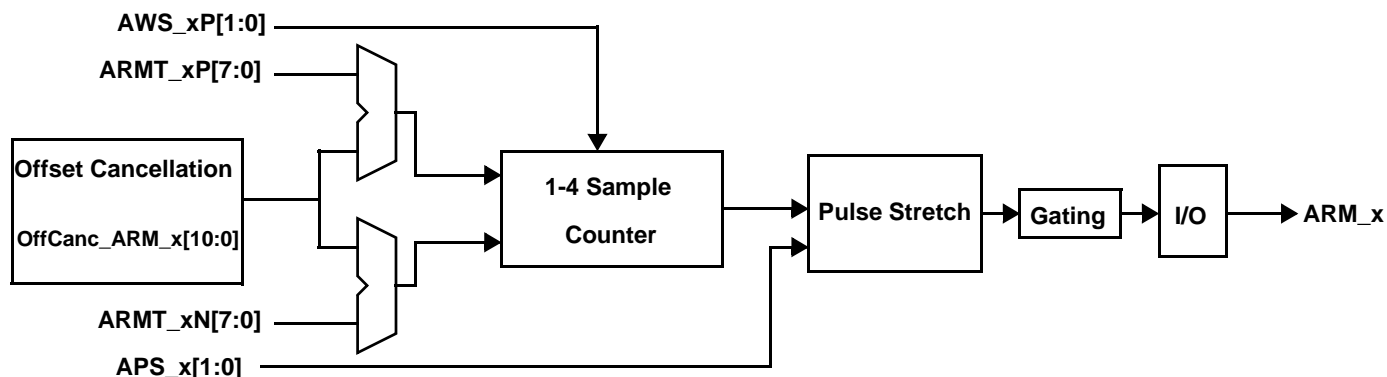 AWS_xP[1:0]
ARMT_xP[7:0]
Offset Cancellation
OffCanc_ARM_x[10:0]
ARMT_xN[7:0]
APS_x[1:0]
1-4 Sample
Counter
Pulse Stretch
Gating
I/O
ARM_x